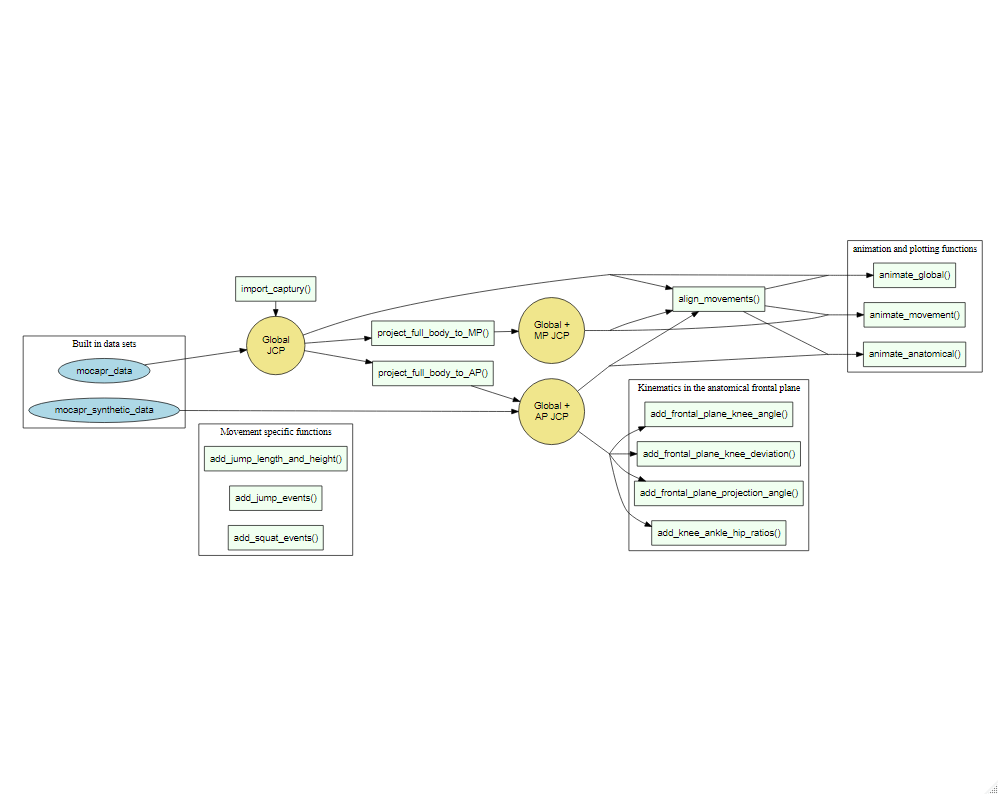 Built in data sets
mocapr_data
mocapr_synthetic_data
import_captury()
Global
JCP
Movement specific functions
add_jump_length_and_height()
add_jump_events()
add_squat_events()
project_full_body_to_MP()
project_full_body_to_AP()
Global +
MP JCP
Global +
AP JCP
align_movements()
Kinematics in the anatomical frontal plane
add_frontal_plane_knee_angle()
add_frontal_plane_knee_deviation()
add_frontal_plane_projection_angle()
add_knee_ankle_hip_ratios()
animation and plotting functions
animate_global()
animate_movement()
animate_anatomical()